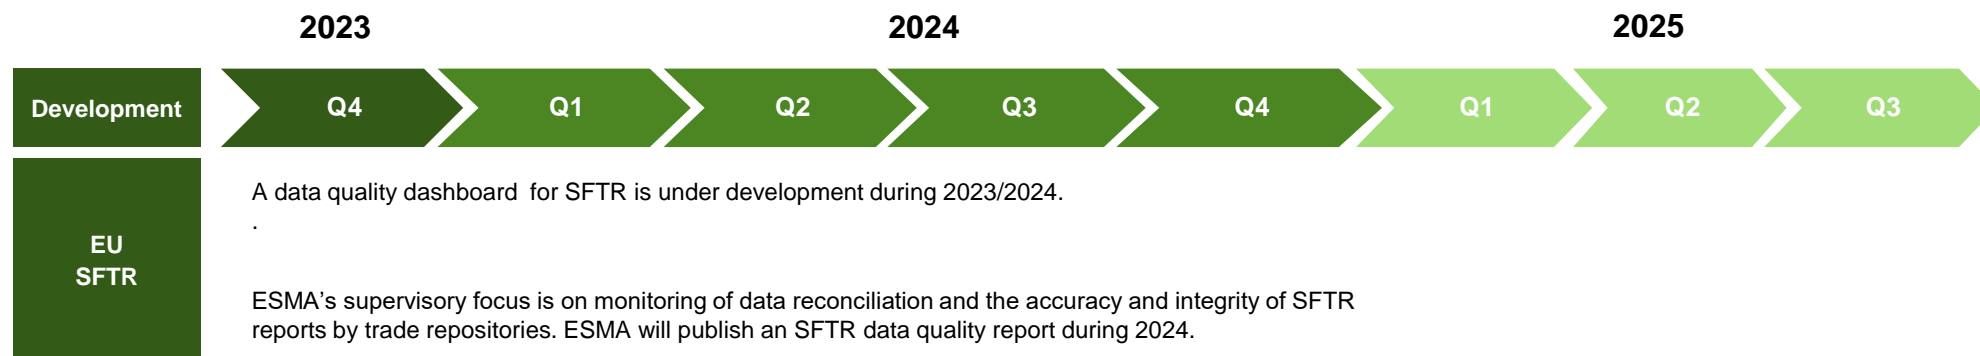 2023 2024 2025
Development Q4 Q1 Q2 Q3 Q4 Q1 Q2 Q3
EU
SFTR
A data quality dashboard  for SFTR is under development during 2023/2024.
.
ESMA’s supervisory focus is on monitoring of data reconciliation and the accuracy and integrity of SFTR
reports by trade repositories. ESMA will publish an SFTR data quality report during 2024.